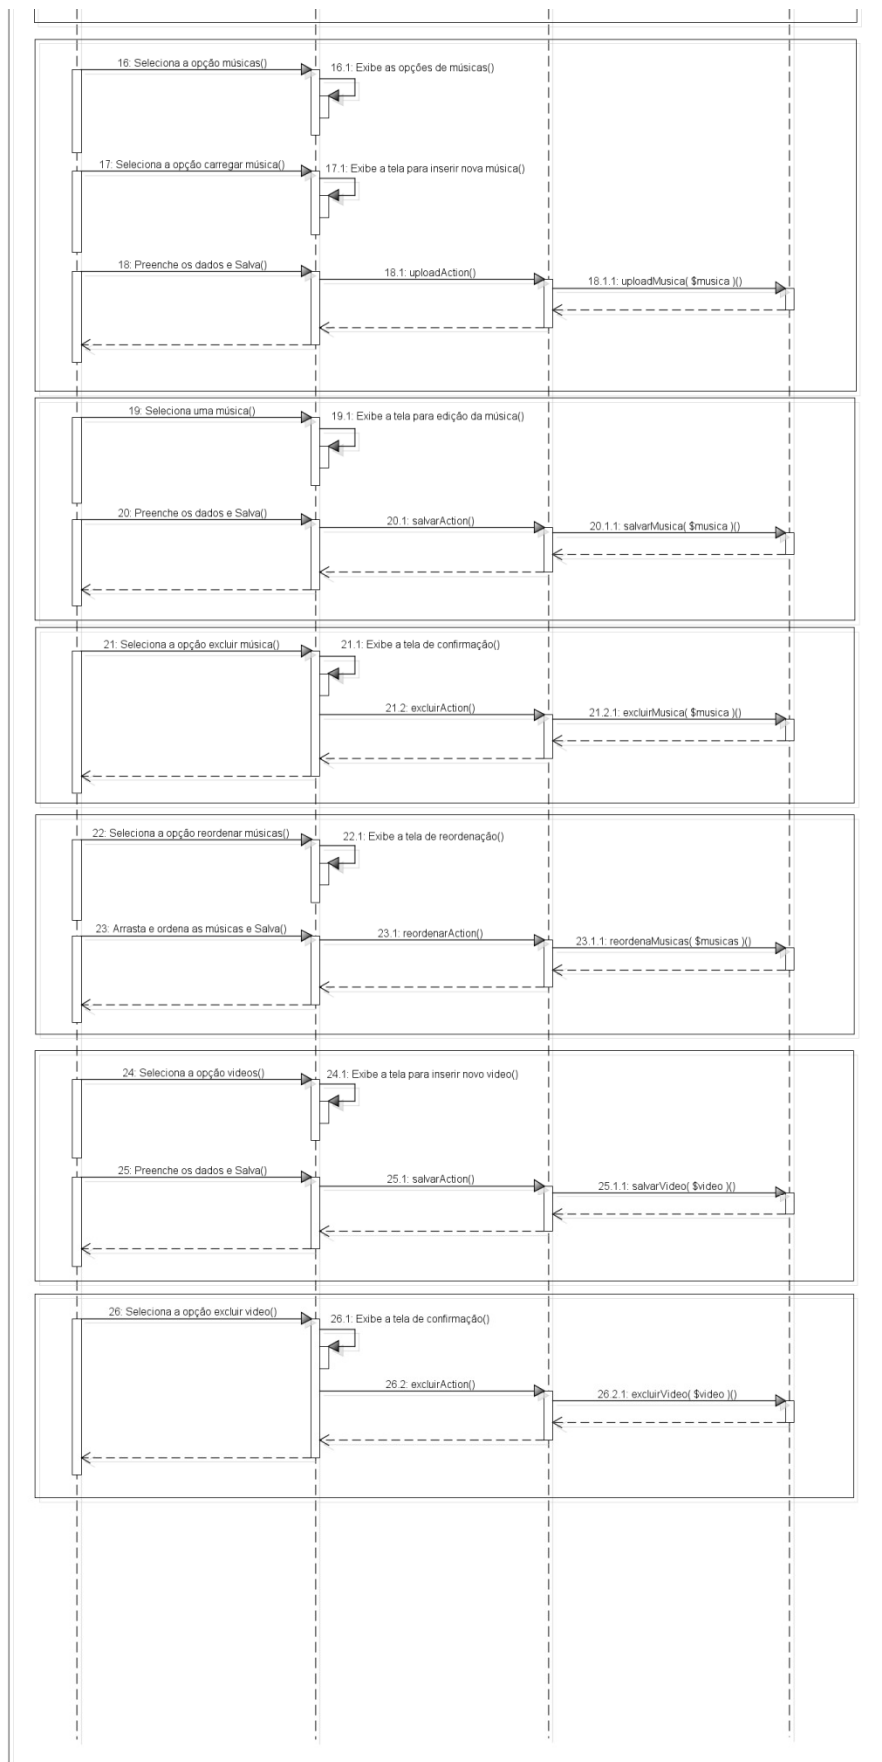 16: Seleciona a opção músicas()
16.1: Exibe as opções de músicas()
17: Seleciona a opção carregar música()
17.1: Exibe a tela para inserir nova música()
18: Preenche os dados e Salva()
18.1: uploadAction()
18.1.1: uploadMusica( $musica )()
19: Seleciona uma música()
19.1: Exibe a tela para edição da música()
20: Preenche os dados e Salva()
20.1: salvarAction()
20.1.1: salvarMusica( $musica )()
21: Seleciona a opção excluir música()
21.1: Exibe a tela de confirmação()
21.2: excluirAction()
21.2.1: excluirMusica( $musica )()
22: Seleciona a opção reordenar músicas()
22.1: Exibe a tela de reordenação()
23: Arrasta e ordena as músicas e Salva()
23.1: reordenarAction()
23.1.1: reordenaMusicas( $musicas )()
24: Seleciona a opção videos()
24.1: Exibe a tela para inserir novo video()
25: Preenche os dados e Salva()
25.1: salvarAction()
25.1.1: salvarVideo( $video )()
26: Seleciona a opção excluir video()
26.1: Exibe a tela de confirmação()
26.2: excluirAction()
26.2.1: excluirVideo( $video )()